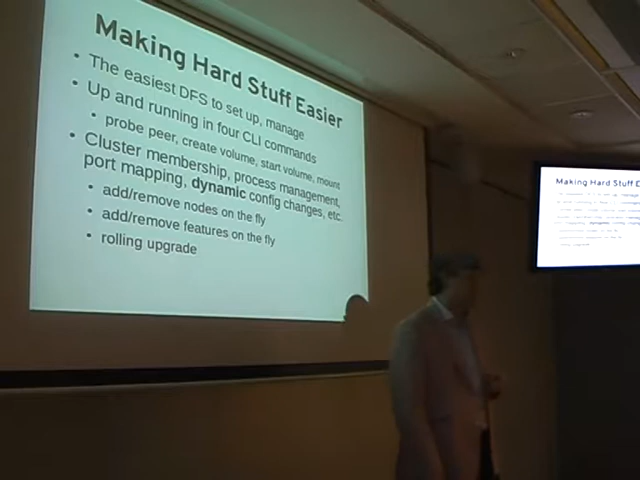 Making Hard Stuff Easier
• The easiest DFS to set up, manage
• Up and running in four CLI commands
• probe peer, create volume, start volume, mount
• Cluster membership, process management,
port mapping, dynamic config changes, etc.
• add/remove nodes on the fly
• add/remove features on the fly
• rolling upgrade
Making Hard Stuff E
rolling upgrade